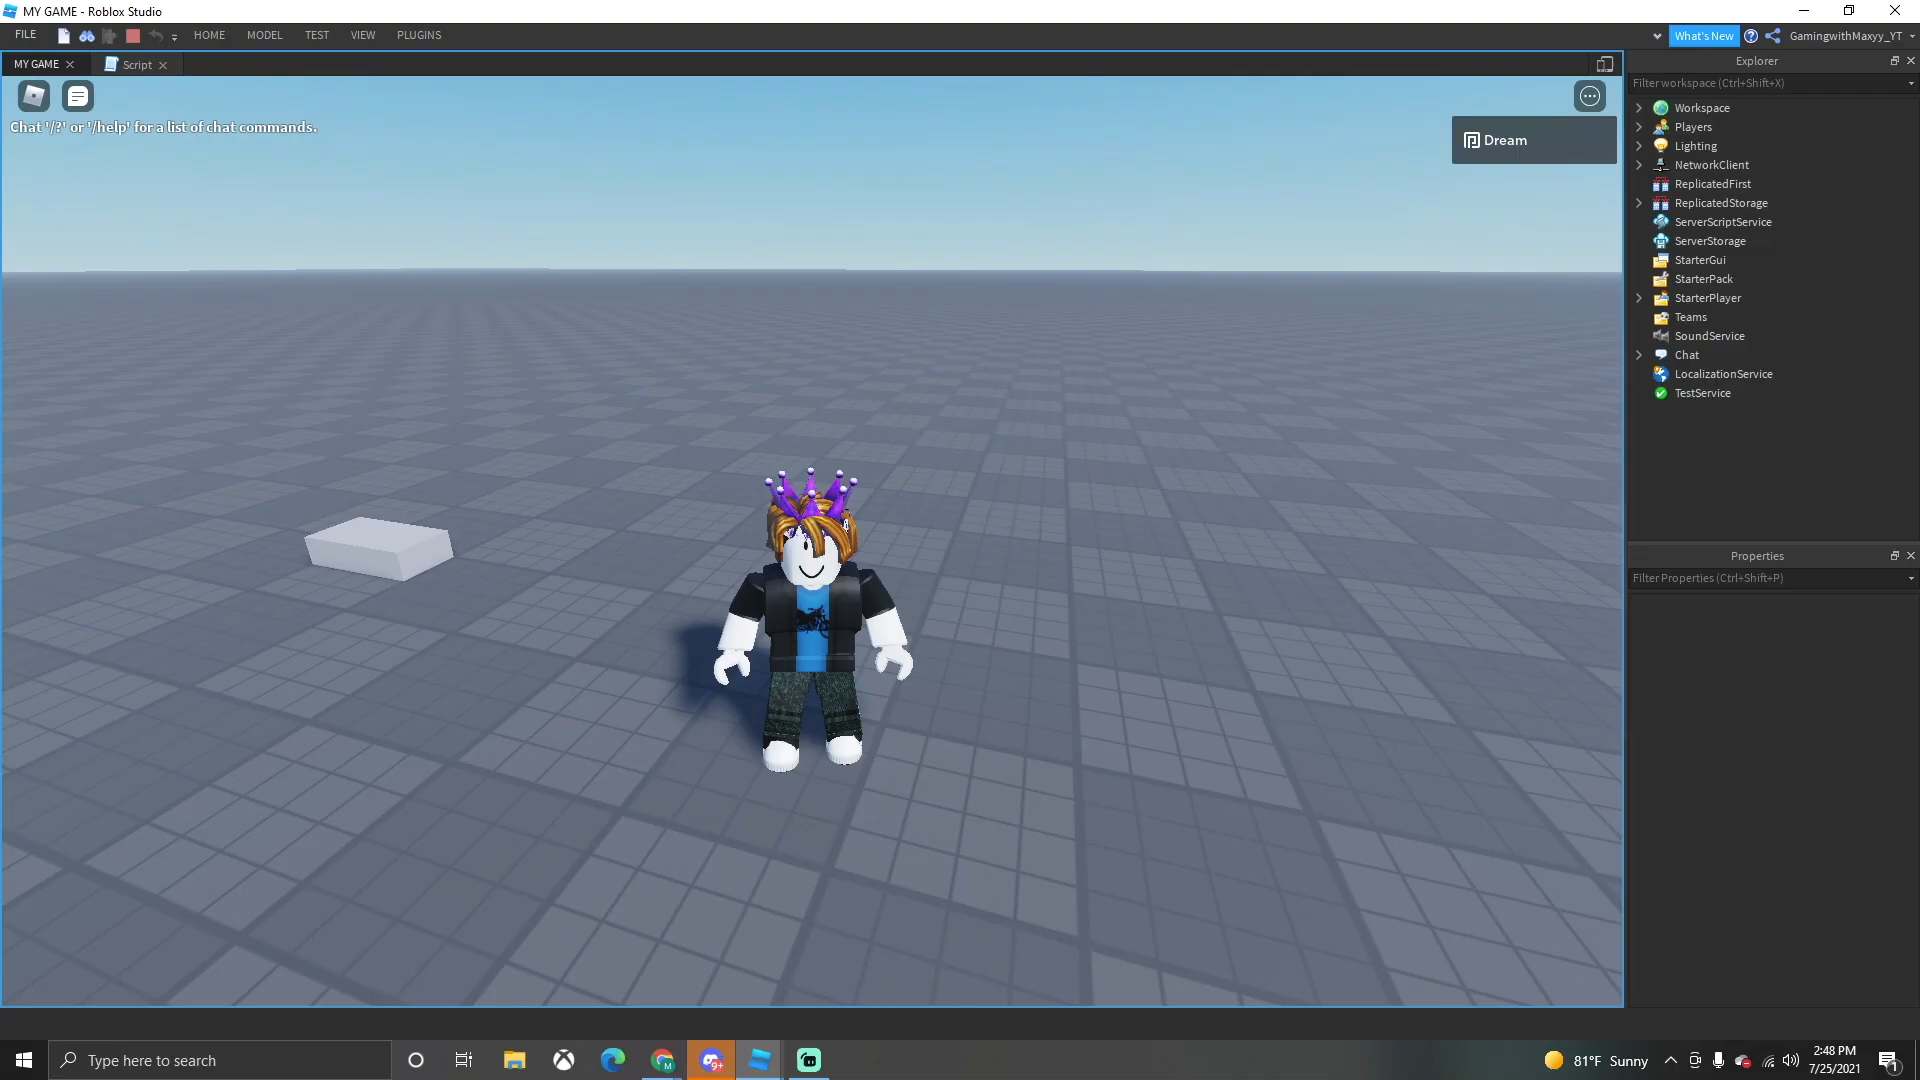 MY GAME - Roblox Studio
FILE
HOME
MODEL
TEST
VIEW
PLUGINS
What's New
GamingwithMaxyy_YT
MY GAME
Script
Chat '/?' or '/help' for a list of chat commands.
Dream
Explorer
Filter workspace (Ctrl+Shift+X)
Workspace
Players
Lighting
NetworkClient
ReplicatedFirst
ReplicatedStorage
ServerScriptService
ServerStorage
StarterGui
StarterPack
StarterPlayer
Teams
SoundService
Chat
LocalizationService
TestService
Properties
Filter Properties (Ctrl+Shift+P)
Type here to search
M
9+
81°F Sunny
2:48 PM
7/25/2021
1